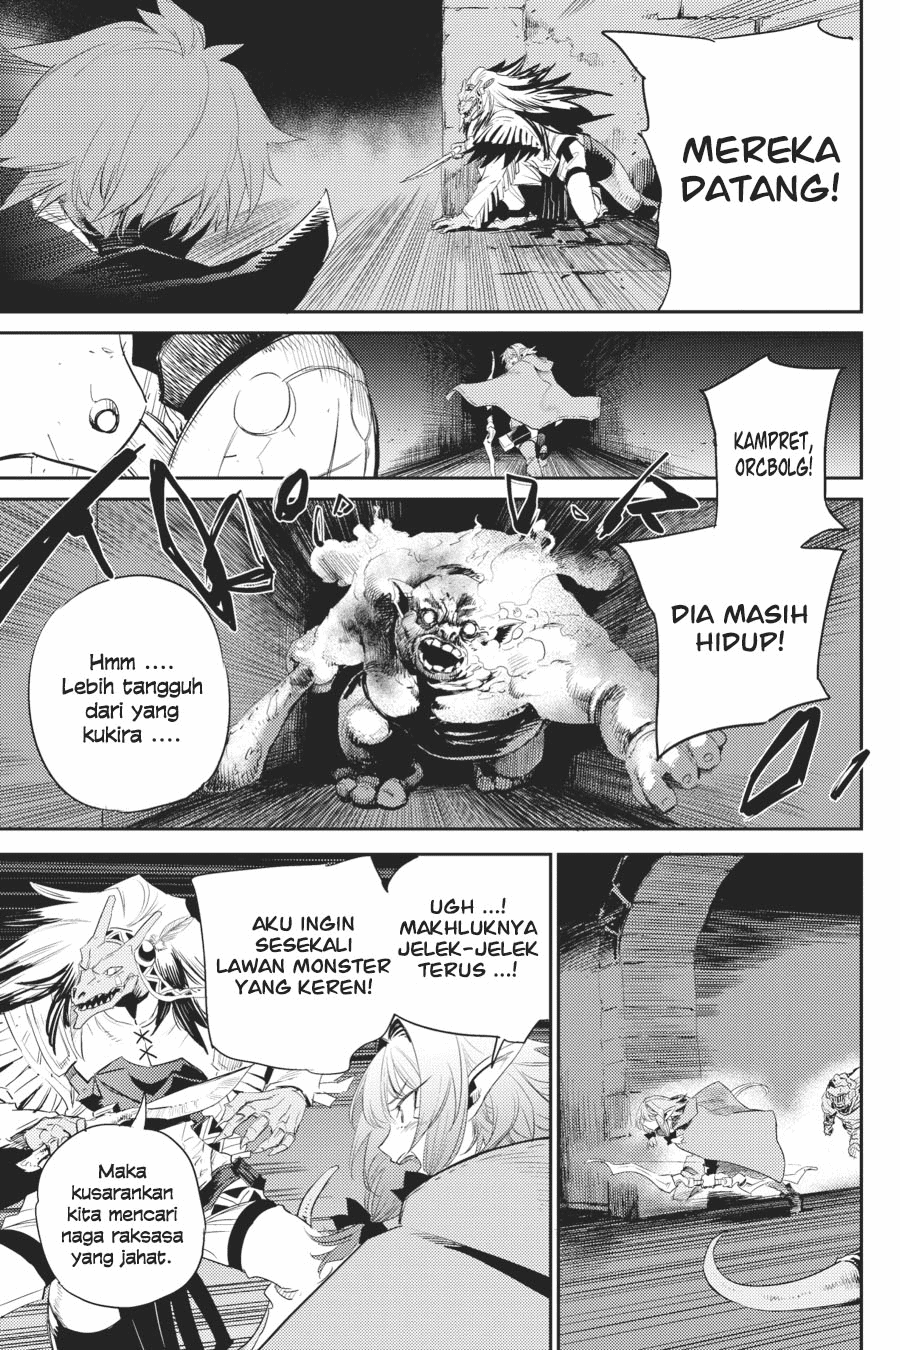 MEREKA
DATANG!
KAMPRET,
ORCBOLG!
DIA MASIH
HIDUP!
Hmm ....
Lebih tangguh
dari yang
kukira ....
UGH ...!
MAKHLUKNYA
JELEK-JELEK
TERUS ...!
AKU INGIN
SESEKALI
LAWAN MONSTER
YANG KEREN!
Maka
kusarankan
kita mencari
naga raksasa
yang jahat.